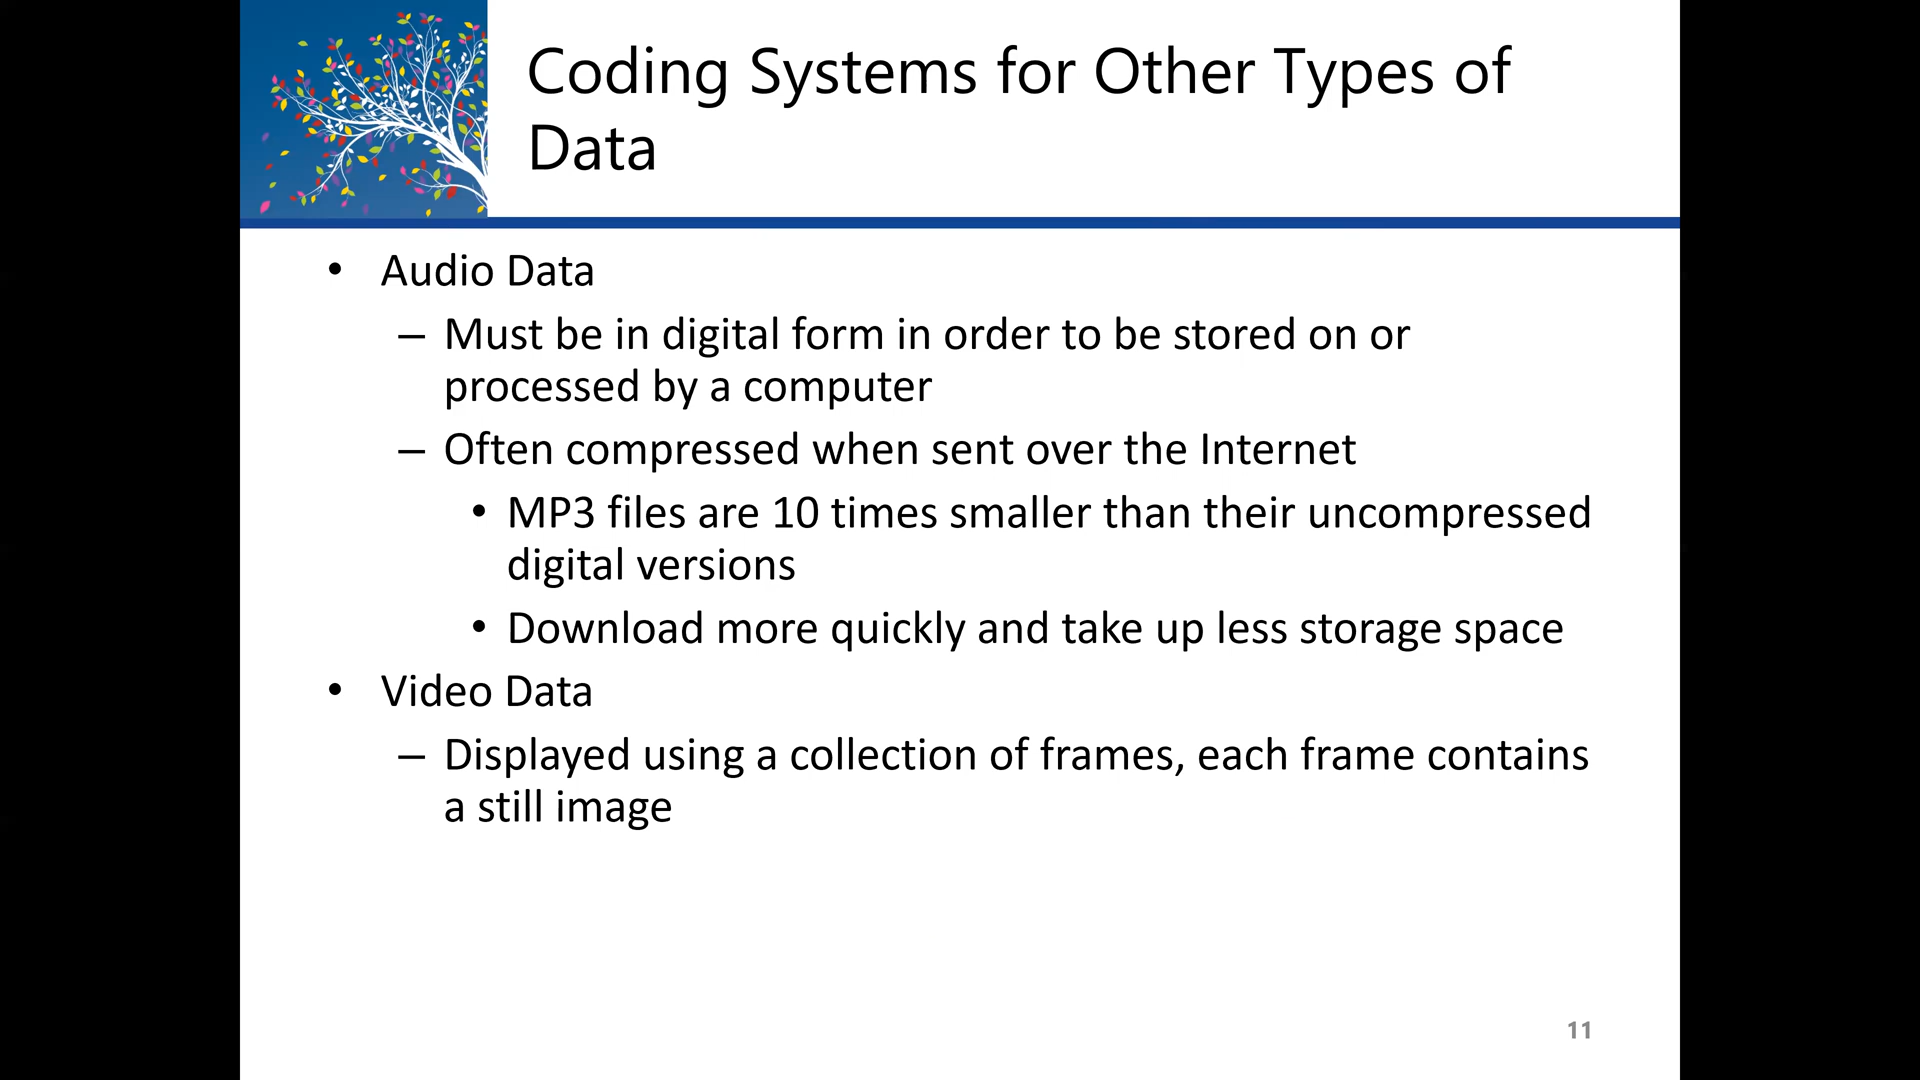 Coding Systems for Other Types of
Data
• Audio Data
– Must be in digital form in order to be stored on or
processed by a computer
– Often compressed when sent over the Internet
• MP3 files are 10 times smaller than their uncompressed
digital versions
• Download more quickly and take up less storage space
• Video Data
– Displayed using a collection of frames, each frame contains
a still image
11